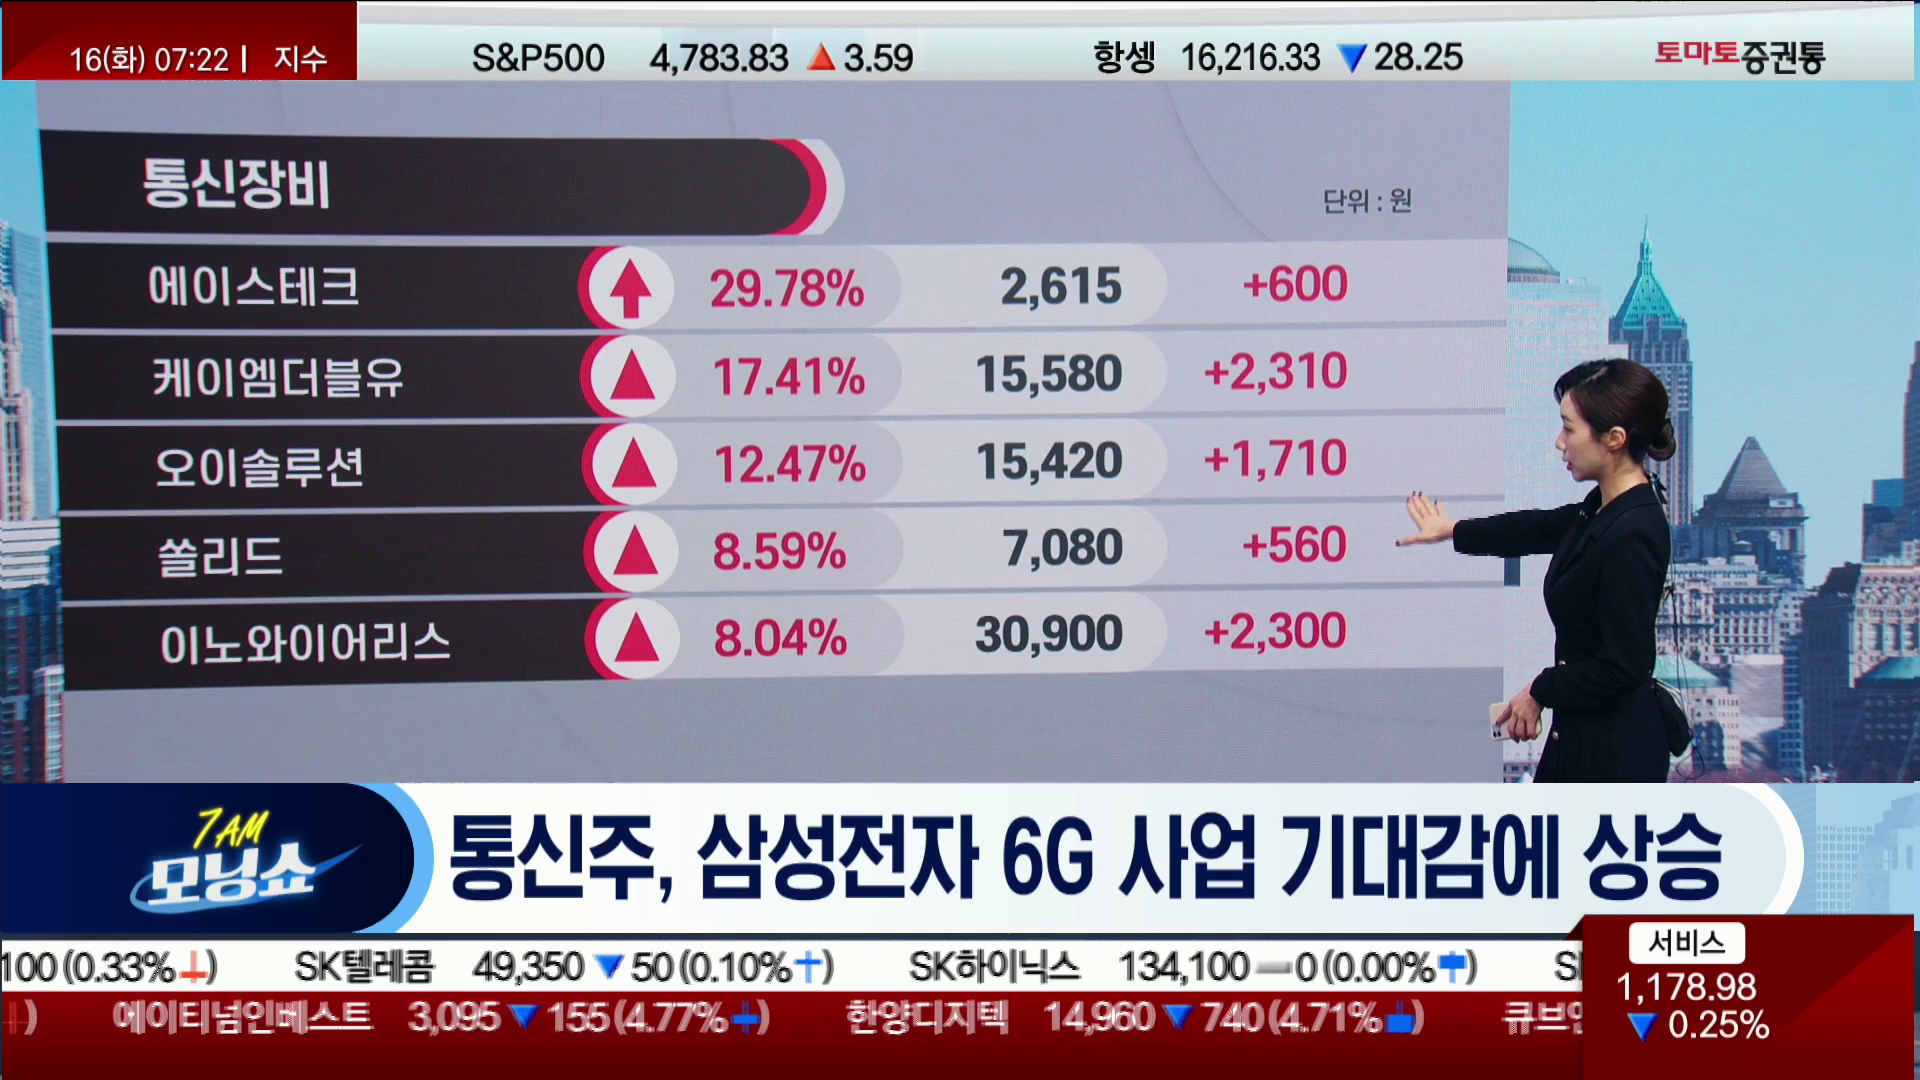 16(화) 07:22 | 지수 S&P500 4,783.83 ▲ 3.59 항셍 16,216.33 ▼ 28.25 토마토증권통
통신장비
단위 : 원
에이스테크 29.78% 2,615 +600
케이엠더블유 ▲ 17.41% 15,580 +2,310
오이솔루션 ▲ 12.47% 15,420 +1,710
쏠리드 ▲ 8.59% 7,080 +560
이노와이어리스 ▲ 8.04% 30,900 +2,300
7AM
모닝쇼
통신주, 삼성전자 6G 사업 기대감에 상승
100 (0.33% ) SK텔레콤 49,350 ▼ 50 (0.10% ) SK하이닉스 134,100 0 (0.00% )
에이티넘인베스트 3,095 ▼ 155 (4.77% ) 한양디지텍 14,960 ▼ 740 (4.71% )
서비스
1,178.98
▼ 0.25%